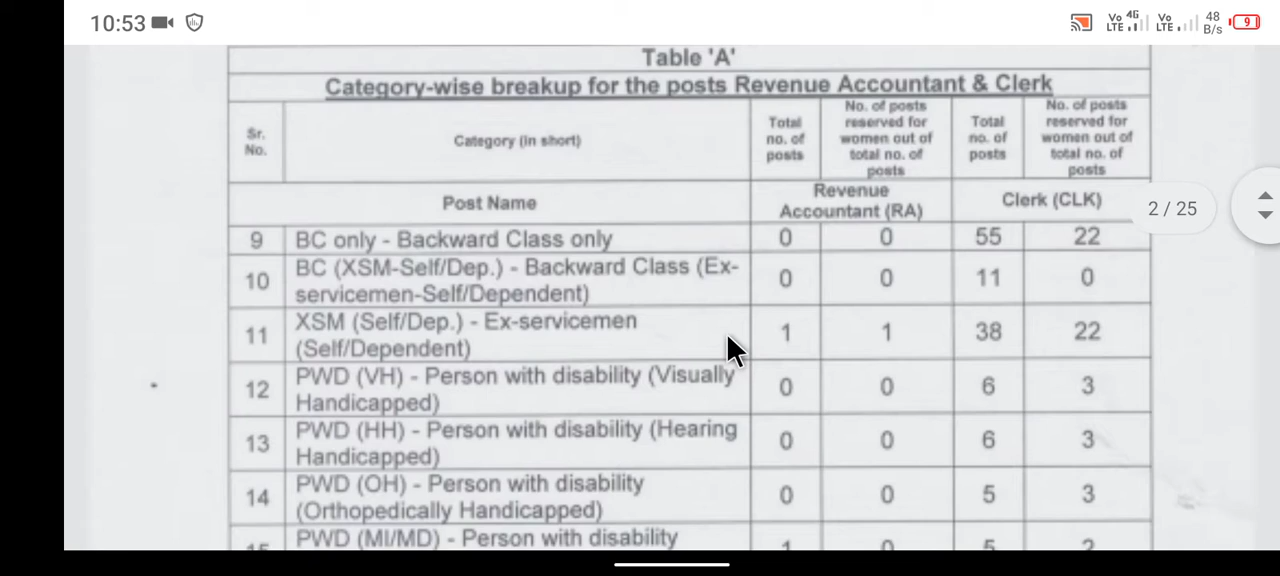 10:53
Vo 4G
LTE
Vo
LTE
48
B/s
9
Table 'A'
Category-wise breakup for the posts Revenue Accountant & Clerk
Sr. No. Category (in short) Total no. of posts No. of posts reserved for women out of total no. of posts Total no. of posts No. of posts reserved for women out of total no. of posts
Post Name Revenue Accountant (RA) Clerk (CLK)
2 / 25
9 BC only - Backward Class only 0 0 55 22
10 BC (XSM-Self/Dep.) - Backward Class (Ex-
servicemen-Self/Dependent) 0 0 11 0
11 XSM (Self/Dep.) - Ex-servicemen
(Self/Dependent) 1 1 38 22
12 PWD (VH) - Person with disability (Visually
Handicapped) 0 0 6 3
13 PWD (HH) - Person with disability (Hearing
Handicapped) 0 0 6 3
14 PWD (OH) - Person with disability
(Orthopedically Handicapped) 0 0 5 3
15 PWD (MI/MD) - Person with disability 1 0 5 2